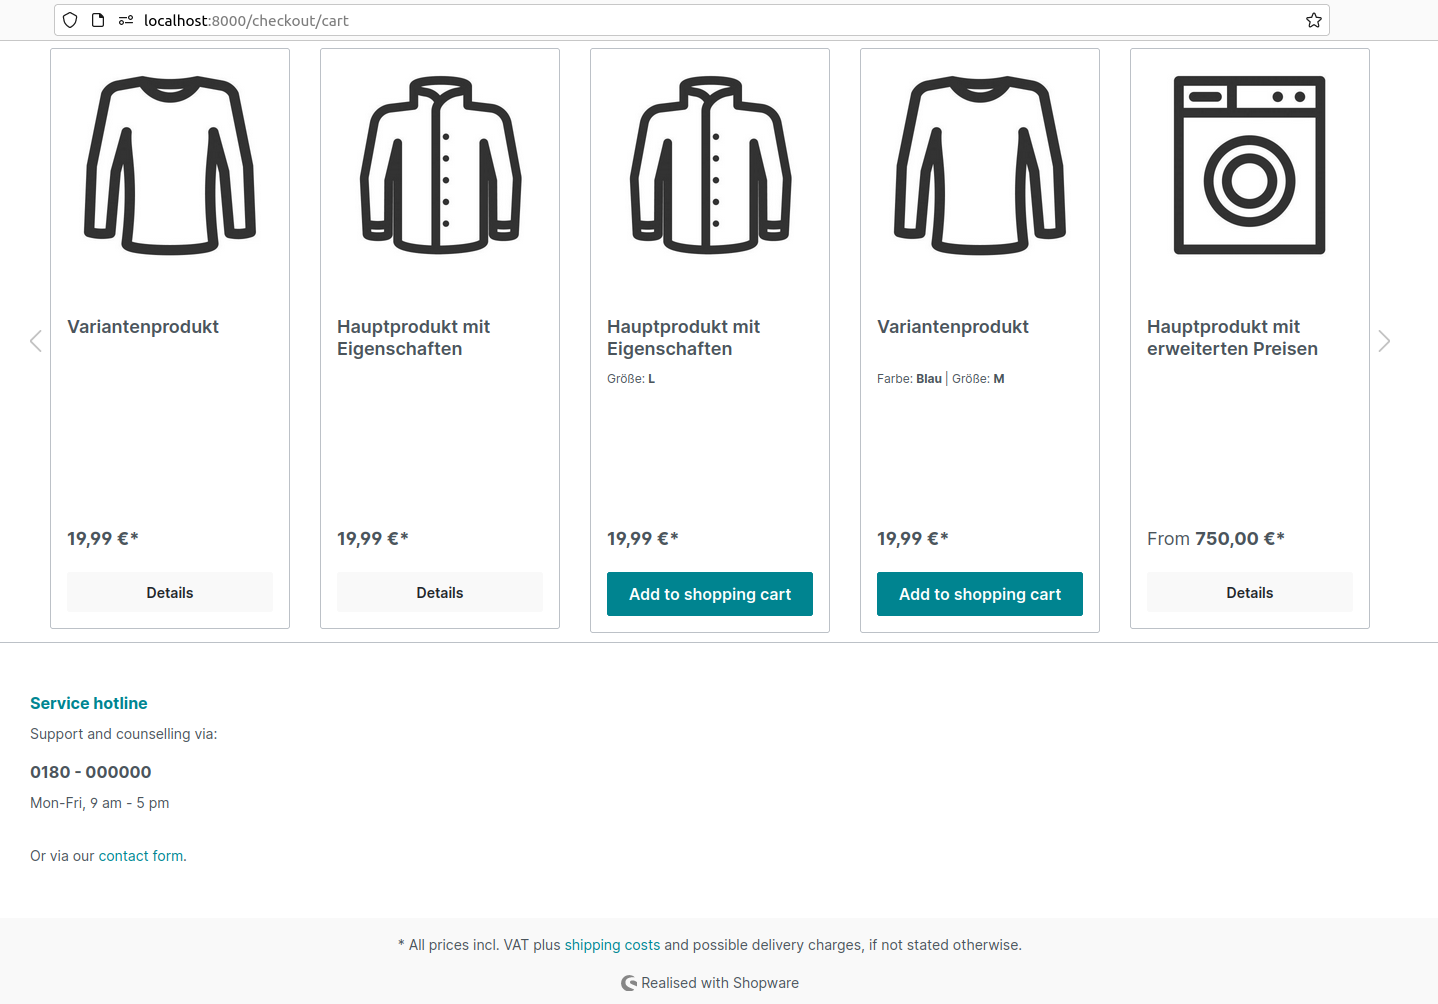 localhost:8000/checkout/cart
Variantenprodukt
19,99 €*
Details
Hauptprodukt mit
Eigenschaften
19,99 €*
Details
Hauptprodukt mit
Eigenschaften
Größe: L
19,99 €*
Add to shopping cart
Variantenprodukt
Farbe: Blau | Größe: M
19,99 €*
Add to shopping cart
Hauptprodukt mit
erweiterten Preisen
From 750,00 €*
Details
Service hotline
Support and counselling via:
0180 - 000000
Mon-Fri, 9 am - 5 pm
Or via our contact form.
* All prices incl. VAT plus shipping costs and possible delivery charges, if not stated otherwise.
Realised with Shopware